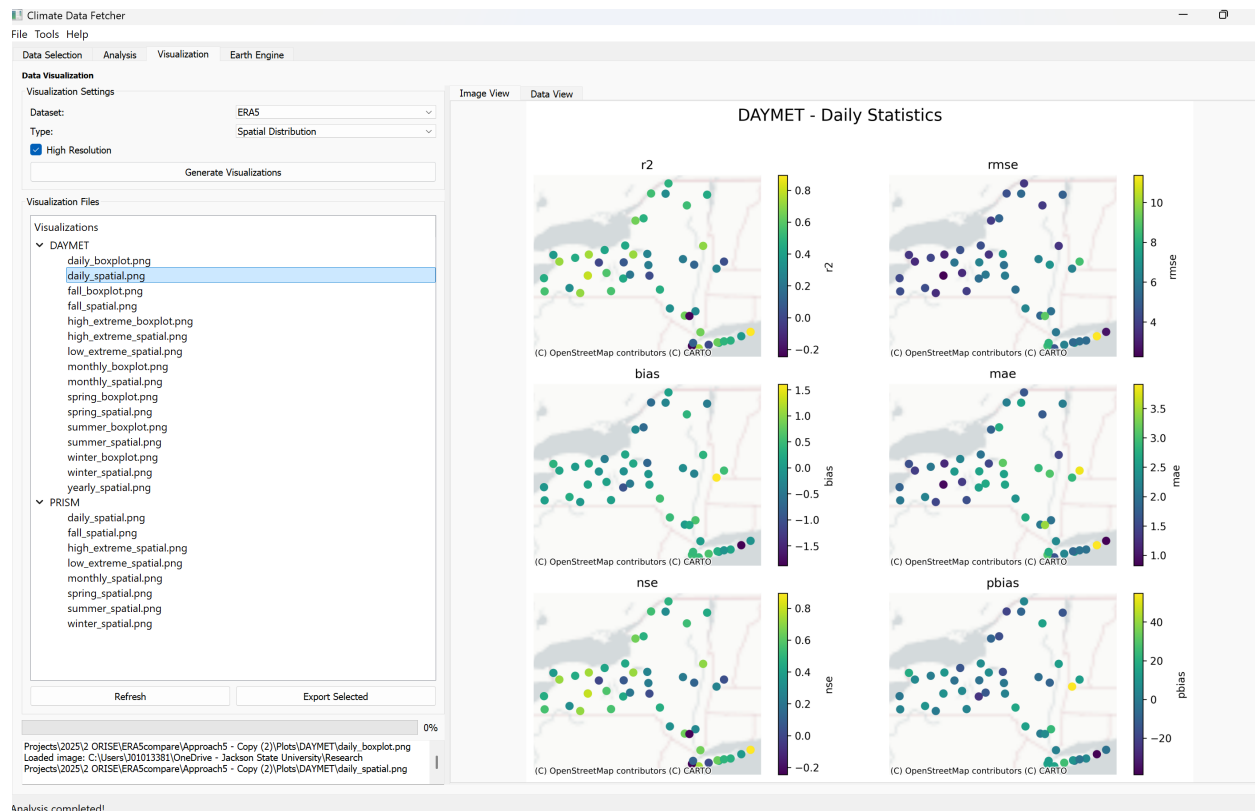 Climate Data Fetcher
File Tools Help
Data Selection Analysis Visualization Earth Engine
Data Visualization
Visualization Settings
Dataset: ERA5
Type: Spatial Distribution
High Resolution
Generate Visualizations
Visualization Files
Visualizations
DAYMET
daily_boxplot.png
daily_spatial.png
fall_boxplot.png
fall_spatial.png
high_extreme_boxplot.png
high_extreme_spatial.png
low_extreme_spatial.png
monthly_boxplot.png
monthly_spatial.png
spring_boxplot.png
spring_spatial.png
summer_boxplot.png
summer_spatial.png
winter_boxplot.png
winter_spatial.png
yearly_spatial.png
PRISM
daily_spatial.png
fall_spatial.png
high_extreme_spatial.png
low_extreme_spatial.png
monthly_spatial.png
spring_spatial.png
summer_spatial.png
winter_spatial.png
Refresh Export Selected
0%
Projects\2025\2 ORISE\ERA5compare\Approach5 - Copy (2)\Plots\DAYMET\daily_boxplot.png
Loaded image: C:\Users\J01013381\OneDrive - Jackson State University\Research
Projects\2025\2 ORISE\ERA5compare\Approach5 - Copy (2)\Plots\DAYMET\daily_spatial.png
Analysis completed!
Image View Data View
DAYMET - Daily Statistics
r2
0.8
0.6
0.4
0.2
0.0
−0.2
r2
(C) OpenStreetMap contributors (C) CARTO
rmse
10
8
6
4
rmse
(C) OpenStreetMap contributors (C) CARTO
bias
1.5
1.0
0.5
0.0
−0.5
−1.0
−1.5
bias
(C) OpenStreetMap contributors (C) CARTO
mae
3.5
3.0
2.5
2.0
1.5
1.0
mae
(C) OpenStreetMap contributors (C) CARTO
nse
0.8
0.6
0.4
0.2
0.0
−0.2
nse
(C) OpenStreetMap contributors (C) CARTO
pbias
40
20
0
−20
pbias
(C) OpenStreetMap contributors (C) CARTO